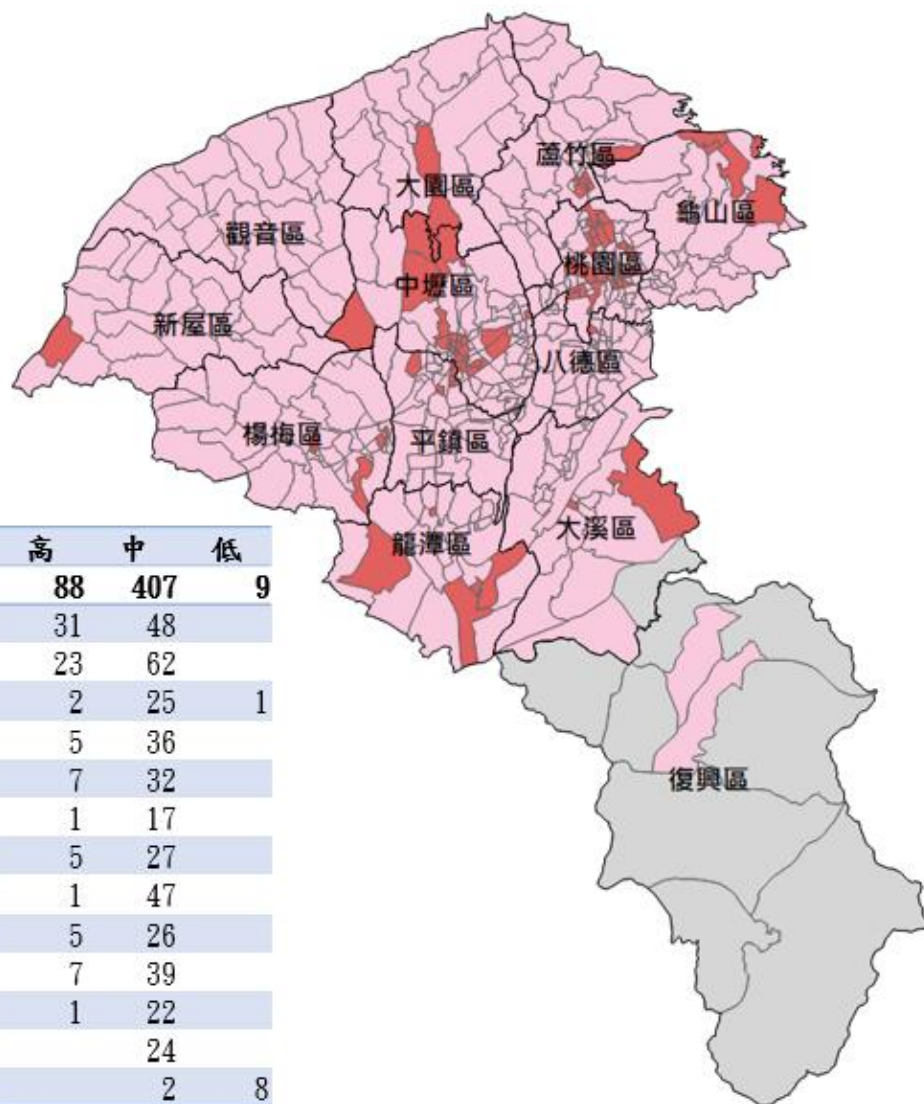 蘆竹區
大園區
龜山區
觀音區
桃園區
中壢區
新屋區
八德區
楊梅區
平鎮區
大溪區
龍潭區
復興區
高 中 低
88 407 9
31 48
23 62
2 25 1
5 36
7 32
1 17
5 27
1 47
5 26
7 39
1 22
24
2 8